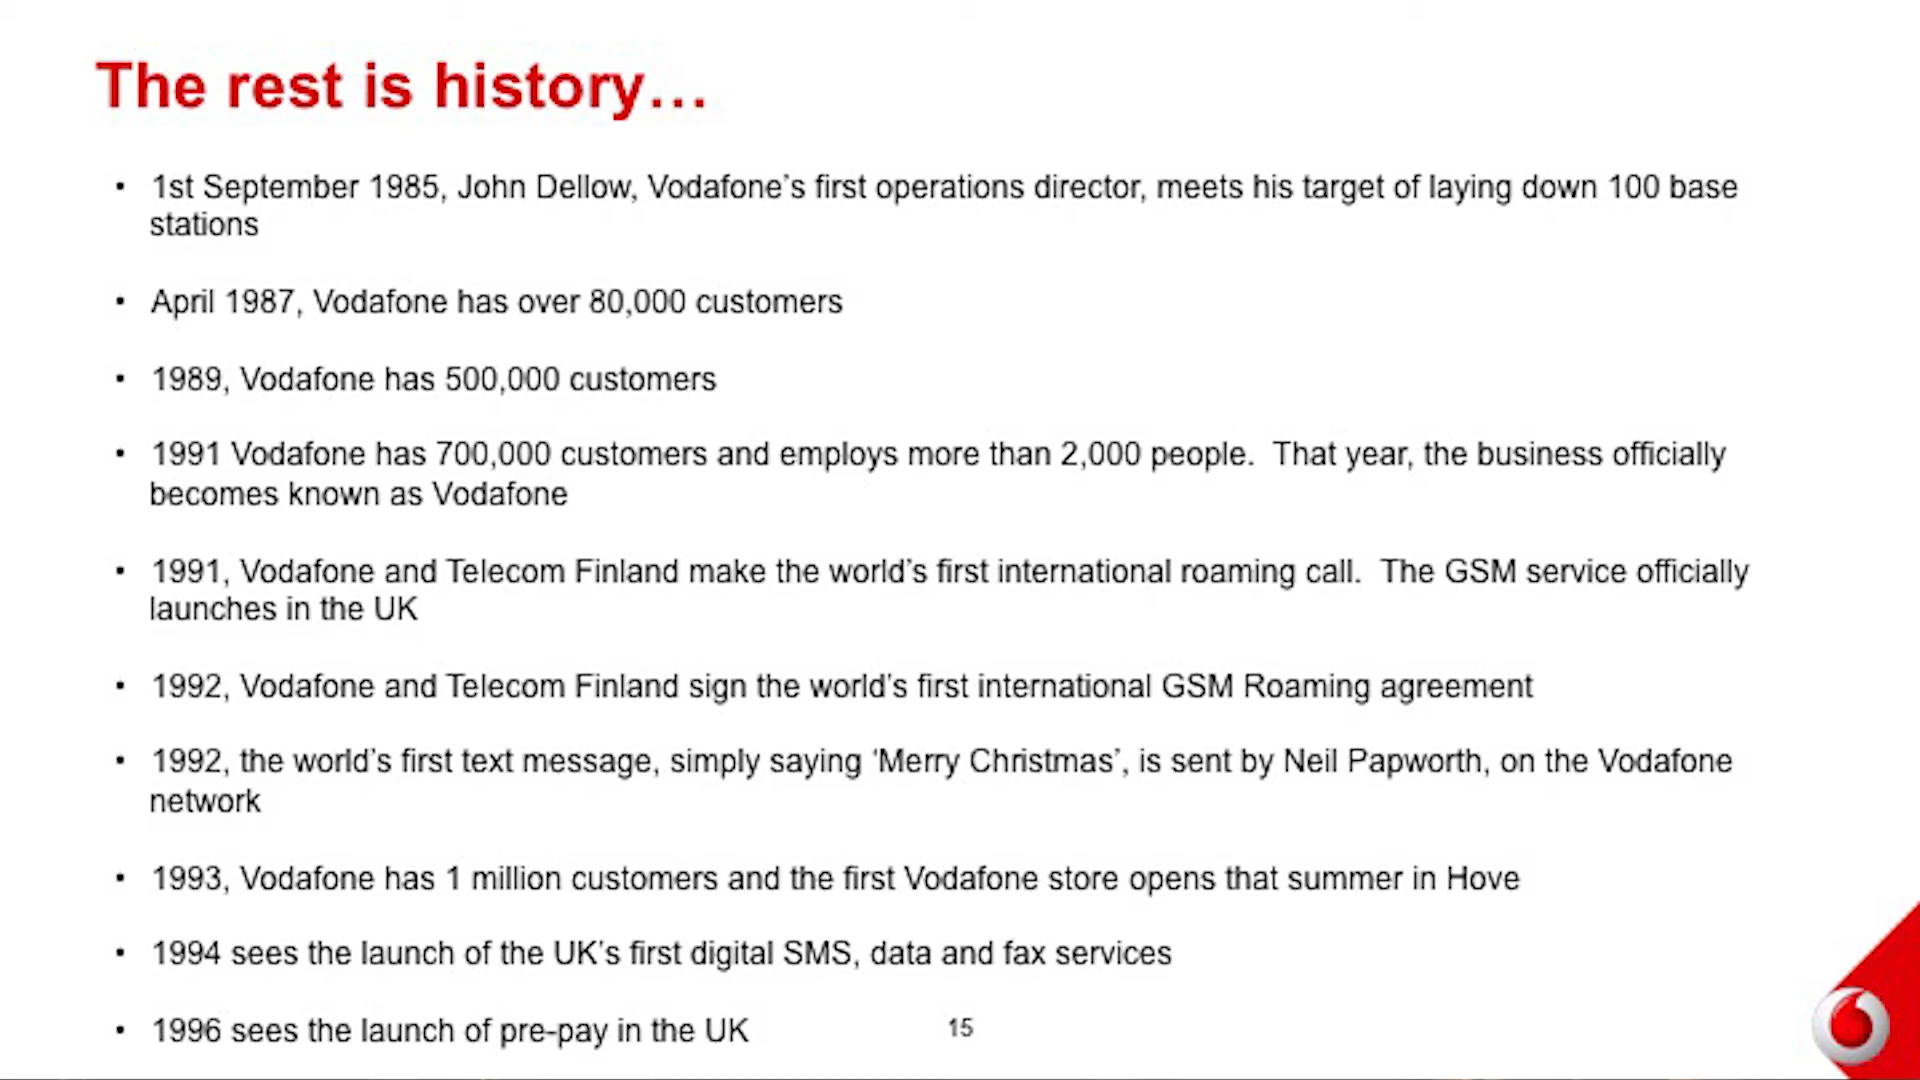 The rest is history…
• 1st September 1985, John Dellow, Vodafone’s first operations director, meets his target of laying down 100 base
stations
• April 1987, Vodafone has over 80,000 customers
• 1989, Vodafone has 500,000 customers
• 1991 Vodafone has 700,000 customers and employs more than 2,000 people.  That year, the business officially
becomes known as Vodafone
• 1991, Vodafone and Telecom Finland make the world’s first international roaming call.  The GSM service officially
launches in the UK
• 1992, Vodafone and Telecom Finland sign the world’s first international GSM Roaming agreement
• 1992, the world’s first text message, simply saying ‘Merry Christmas’, is sent by Neil Papworth, on the Vodafone
network
• 1993, Vodafone has 1 million customers and the first Vodafone store opens that summer in Hove
• 1994 sees the launch of the UK’s first digital SMS, data and fax services
• 1996 sees the launch of pre-pay in the UK
15